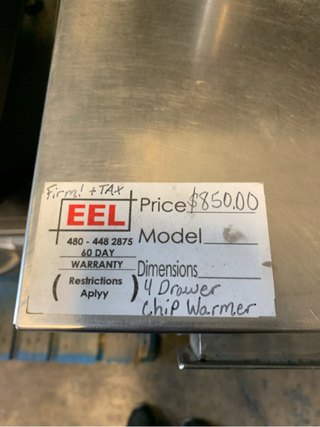 Firm! + TAX
EEL
480 - 448 2875
60 DAY
WARRANTY
( Restrictions
Aplyy )
Price $850.00
Model
Dimensions
4 Drawer
Chip Warmer